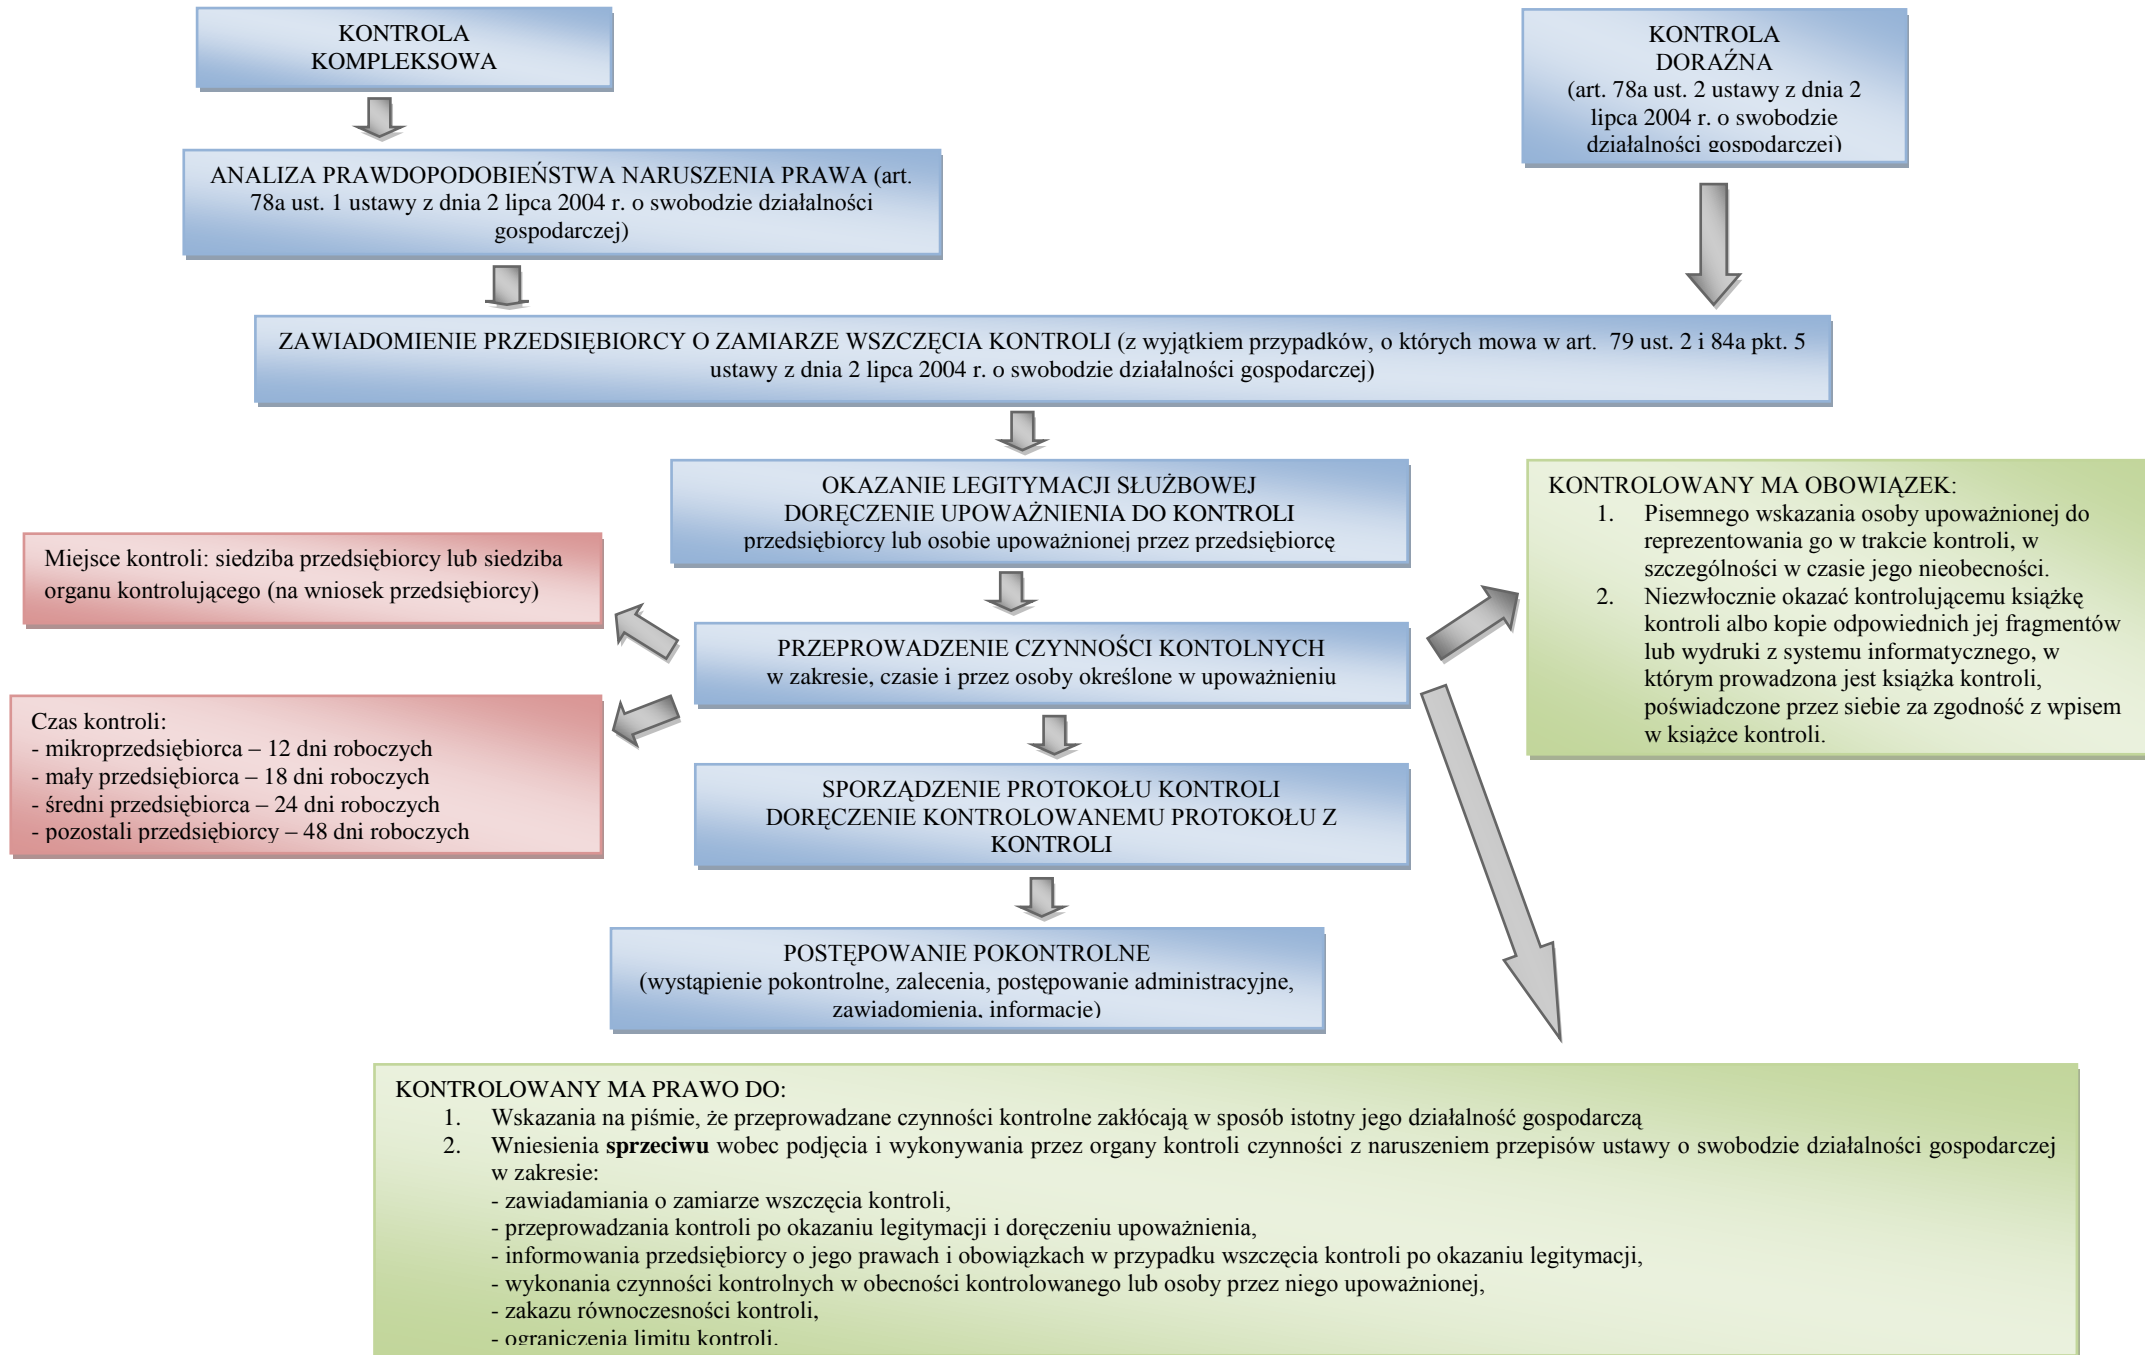 KONTROLA
KOMPLEKSOWA
KONTROLA
DORAŹNA
(art. 78a ust. 2 ustawy z dnia 2
lipca 2004 r. o swobodzie
działalności gospodarczej)
ANALIZA PRAWDOPODOBIEŃSTWA NARUSZENIA PRAWA (art.
78a ust. 1 ustawy z dnia 2 lipca 2004 r. o swobodzie działalności
gospodarczej)
ZAWIADOMIENIE PRZEDSIĘBIORCY O ZAMIARZE WSZCZĘCIA KONTROLI (z wyjątkiem przypadków, o których mowa w art. 79 ust. 2 i 84a pkt. 5
ustawy z dnia 2 lipca 2004 r. o swobodzie działalności gospodarczej)
OKAZANIE LEGITYMACJI SŁUŻBOWEJ
DORĘCZENIE UPOWAŻNIENIA DO KONTROLI
przedsiębiorcy lub osobie upoważnionej przez przedsiębiorcę
KONTROLOWANY MA OBOWIĄZEK:
1. Pisemnego wskazania osoby upoważnionej do
reprezentowania go w trakcie kontroli, w
szczególności w czasie jego nieobecności.
2. Niezwłocznie okazać kontrolującemu książkę
kontroli albo kopie odpowiednich jej fragmentów
lub wydruki z systemu informatycznego, w
którym prowadzona jest książka kontroli,
poświadczone przez siebie za zgodność z wpisem
w książce kontroli.
Miejsce kontroli: siedziba przedsiębiorcy lub siedziba
organu kontrolującego (na wniosek przedsiębiorcy)
PRZEPROWADZENIE CZYNNOŚCI KONTOLNYCH
w zakresie, czasie i przez osoby określone w upoważnieniu
Czas kontroli:
- mikroprzedsiębiorca – 12 dni roboczych
- mały przedsiębiorca – 18 dni roboczych
- średni przedsiębiorca – 24 dni roboczych
- pozostali przedsiębiorcy – 48 dni roboczych
SPORZĄDZENIE PROTOKOŁU KONTROLI
DORĘCZENIE KONTROLOWANEMU PROTOKOŁU Z
KONTROLI
POSTĘPOWANIE POKONTROLNE
(wystąpienie pokontrolne, zalecenia, postępowanie administracyjne,
zawiadomienia, informacje)
KONTROLOWANY MA PRAWO DO:
1. Wskazania na piśmie, że przeprowadzane czynności kontrolne zakłócają w sposób istotny jego działalność gospodarczą
2. Wniesienia sprzeciwu wobec podjęcia i wykonywania przez organy kontroli czynności z naruszeniem przepisów ustawy o swobodzie działalności gospodarczej
w zakresie:
- zawiadamiania o zamiarze wszczęcia kontroli,
- przeprowadzania kontroli po okazaniu legitymacji i doręczeniu upoważnienia,
- informowania przedsiębiorcy o jego prawach i obowiązkach w przypadku wszczęcia kontroli po okazaniu legitymacji,
- wykonania czynności kontrolnych w obecności kontrolowanego lub osoby przez niego upoważnionej,
- zakazu równoczesności kontroli,
- ograniczenia limitu kontroli.